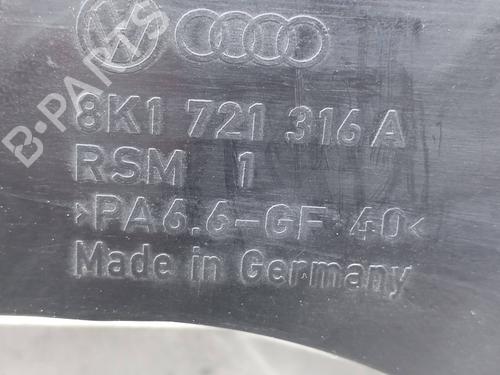 B-PARTS
8K1 721 316 A
RSM 1
>PA6.6-GF 40<
Made in Germany